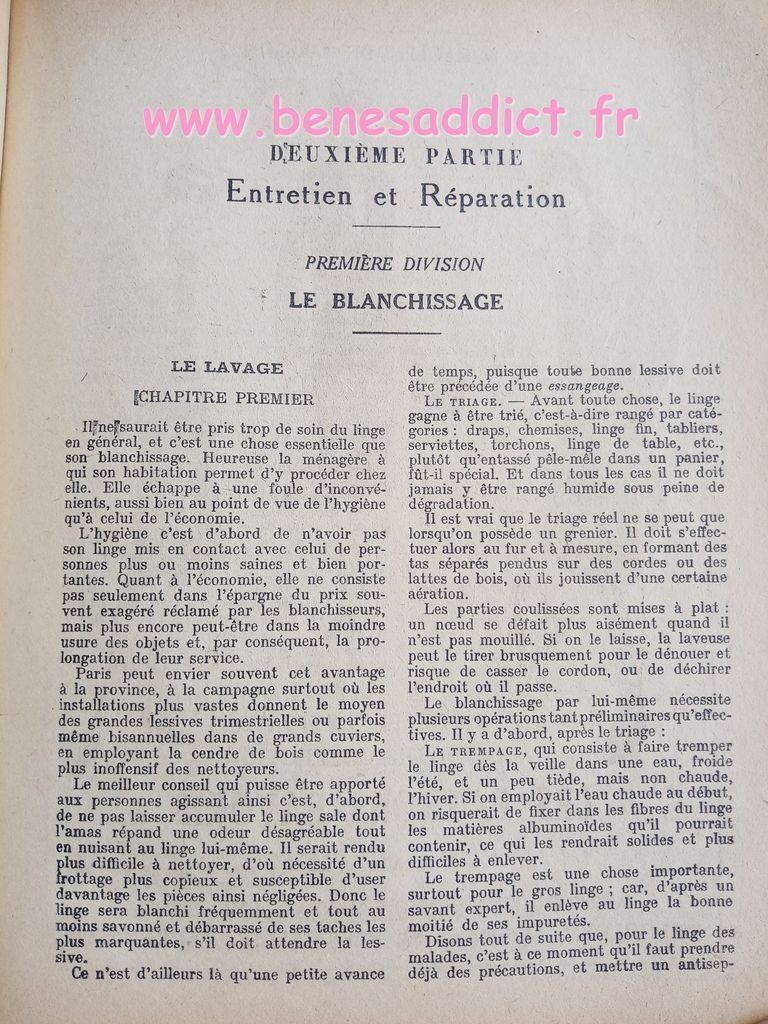 www.benesaddict.fr
DEUXIÈME PARTIE
Entretien et Réparation
PREMIÈRE DIVISION
LE BLANCHISSAGE
LE LAVAGE
CHAPITRE PREMIER
Il ne saurait être pris trop de soin du linge
en général, et c'est une chose essentielle que
son blanchissage. Heureuse la ménagère à
qui son habitation permet d'y procéder chez
elle. Elle échappe à une foule d'inconvé-
nients, aussi bien au point de vue de l'hygiène
qu'à celui de l'économie.
L'hygiène c'est d'abord de n'avoir pas
son linge mis en contact avec celui de per-
sonnes plus ou moins saines et bien por-
tantes. Quant à l'économie, elle ne consiste
pas seulement dans l'épargne du prix sou-
vent exagéré réclamé par les blanchisseurs,
mais plus encore peut-être dans la moindre
usure des objets et, par conséquent, la pro-
longation de leur service.
Paris peut envier souvent cet avantage
à la province, à la campagne surtout où les
installations plus vastes donnent le moyen
des grandes lessives trimestrielles ou parfois
même bisannuelles dans de grands cuviers,
en employant la cendre de bois comme le
plus inoffensif des nettoyeurs.
Le meilleur conseil qui puisse être apporté
aux personnes agissant ainsi c'est, d'abord,
de ne pas laisser accumuler le linge sale dont
l'amas répand une odeur désagréable tout
en nuisant au linge lui-même. Il serait rendu
plus difficile à nettoyer, d'où nécessité d'un
frottage plus copieux et susceptible d'user
davantage les pièces ainsi négligées. Donc le
linge sera blanchi fréquemment et tout au
moins savonné et débarrassé de ses taches les
plus marquantes, s'il doit attendre la les-
sive.
Ce n'est d'ailleurs là qu'une petite avance
de temps, puisque toute bonne lessive doit
être précédée d'une essangeage.
LE TRIAGE. — Avant toute chose, le linge
gagne à être trié, c'est-à-dire rangé par caté-
gories : draps, chemises, linge fin, tabliers,
serviettes, torchons, linge de table, etc.,
plutôt qu'entassé pêle-mêle dans un panier,
fût-il spécial. Et dans tous les cas il ne doit
jamais y être rangé humide sous peine de
dégradation.
Il est vrai que le triage réel ne se peut que
lorsqu'on possède un grenier. Il doit s'effec-
tuer alors au fur et à mesure, en formant des
tas séparés pendus sur des cordes ou des
lattes de bois, où ils jouissent d'une certaine
aération.
Les parties coulissées sont mises à plat :
un nœud se défait plus aisément quand il
n'est pas mouillé. Si on le laisse, la laveuse
peut le tirer brusquement pour le dénouer et
risque de casser le cordon, ou de déchirer
l'endroit où il passe.
Le blanchissage par lui-même nécessite
plusieurs opérations tant préliminaires qu'effec-
tives. Il y a d'abord, après le triage :
LE TREMPAGE, qui consiste à faire tremper
le linge dès la veille dans une eau, froide
l'été, et un peu tiède, mais non chaude,
l'hiver. Si on employait l'eau chaude au début,
on risquerait de fixer dans les fibres du linge
les matières albuminoïdes qu'il pourrait
contenir, ce qui les rendrait solides et plus
difficiles à enlever.
Le trempage est une chose importante,
surtout pour le gros linge ; car, d'après un
savant expert, il enlève au linge la bonne
moitié de ses impuretés.
Disons tout de suite que, pour le linge des
malades, c'est à ce moment qu'il faut prendre
déjà des précautions, et mettre un antisep-